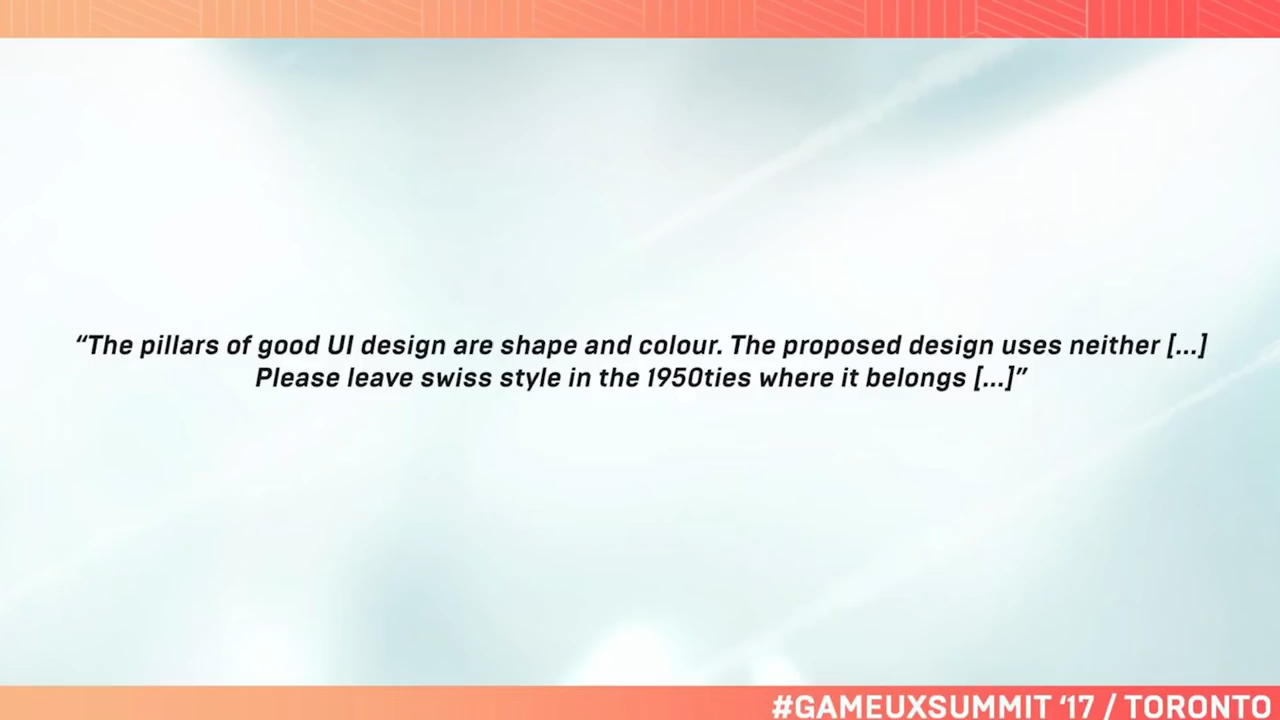 “The pillars of good UI design are shape and colour. The proposed design uses neither [...]
Please leave swiss style in the 1950ties where it belongs [...]”
#GAMEUXSUMMIT ‘17 / TORONTO